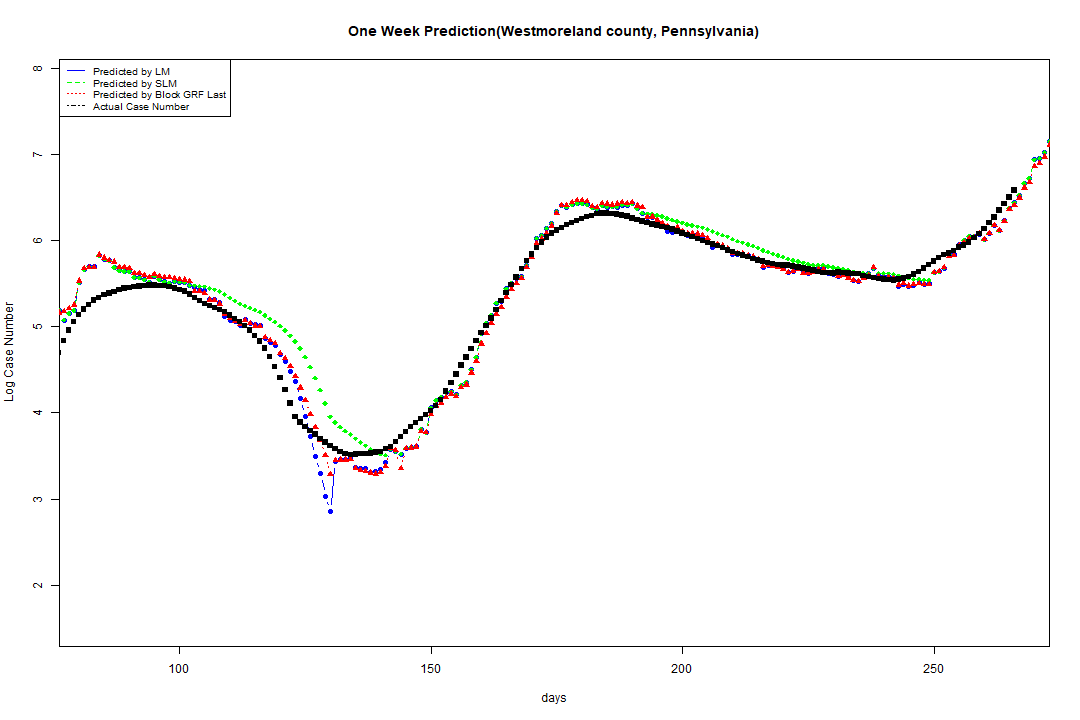 One Week Prediction(Westmoreland county, Pennsylvania)
Predicted by LM
Predicted by SLM
Predicted by Block GRF Last
Actual Case Number
8
7
6
5
4
3
2
Log Case Number
100 150 200 250
days